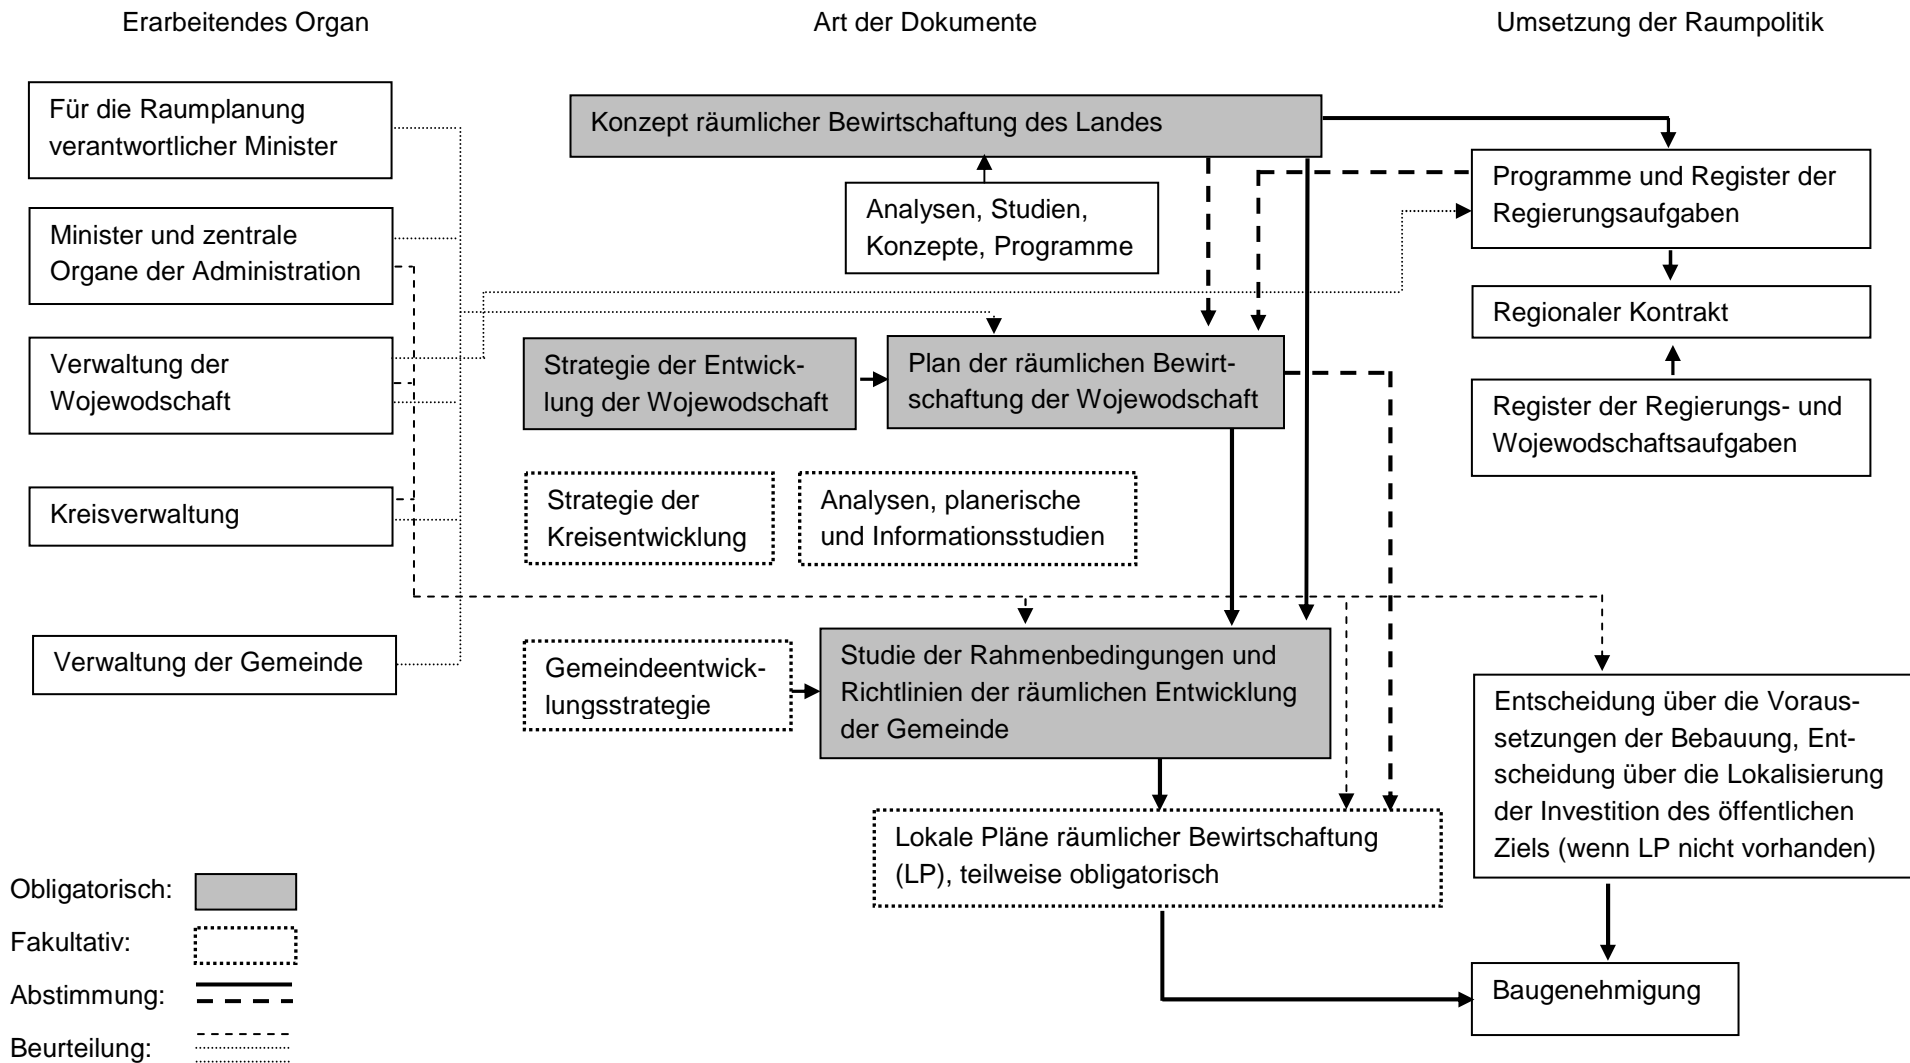 Erarbeitendes Organ
Art der Dokumente
Umsetzung der Raumpolitik
Für die Raumplanung
verantwortlicher Minister
Minister und zentrale
Organe der Administration
Verwaltung der
Wojewodschaft
Kreisverwaltung
Verwaltung der Gemeinde
Konzept räumlicher Bewirtschaftung des Landes
Analysen, Studien,
Konzepte, Programme
Strategie der Entwick-
lung der Wojewodschaft
Plan der räumlichen Bewirt-
schaftung der Wojewodschaft
Strategie der
Kreisentwicklung
Analysen, planerische
und Informationsstudien
Gemeindeentwick-
lungsstrategie
Studie der Rahmenbedingungen und
Richtlinien der räumlichen Entwicklung
der Gemeinde
Lokale Pläne räumlicher Bewirtschaftung
(LP), teilweise obligatorisch
Programme und Register der
Regierungsaufgaben
Regionaler Kontrakt
Register der Regierungs- und
Wojewodschaftsaufgaben
Entscheidung über die Voraus-
setzungen der Bebauung, Ent-
scheidung über die Lokalisierung
der Investition des öffentlichen
Ziels (wenn LP nicht vorhanden)
Baugenehmigung
Obligatorisch:
Fakultativ:
Abstimmung:
Beurteilung: